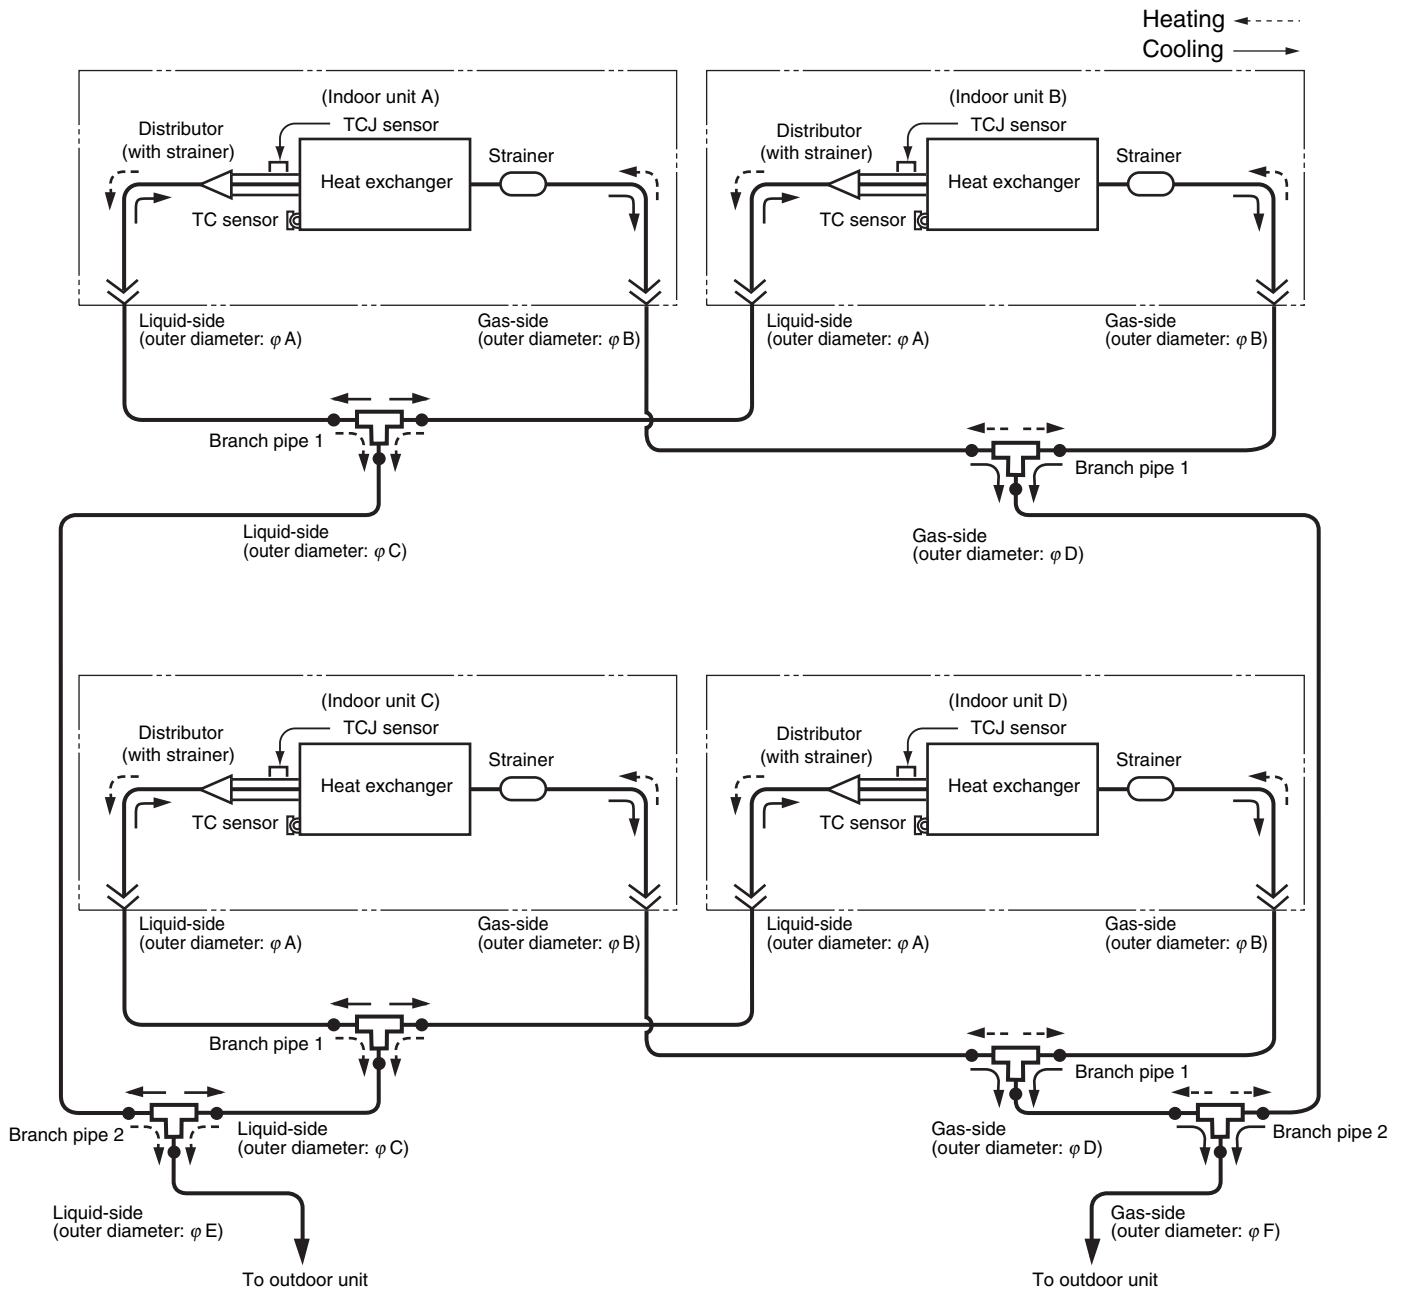 Heating
Cooling
(Indoor unit A)
TCJ sensor
Distributor
(with strainer)
Strainer
Heat exchanger
TC sensor
Liquid-side
(outer diameter: φ A)
Gas-side
(outer diameter: φ B)
(Indoor unit B)
TCJ sensor
Distributor
(with strainer)
Strainer
Heat exchanger
TC sensor
Liquid-side
(outer diameter: φ A)
Gas-side
(outer diameter: φ B)
Branch pipe 1
Branch pipe 1
Liquid-side
(outer diameter: φ C)
Gas-side
(outer diameter: φ D)
(Indoor unit C)
TCJ sensor
Distributor
(with strainer)
Strainer
Heat exchanger
TC sensor
Liquid-side
(outer diameter: φ A)
Gas-side
(outer diameter: φ B)
(Indoor unit D)
TCJ sensor
Distributor
(with strainer)
Strainer
Heat exchanger
TC sensor
Liquid-side
(outer diameter: φ A)
Gas-side
(outer diameter: φ B)
Branch pipe 1
Branch pipe 1
Branch pipe 2
Liquid-side
(outer diameter: φ C)
Gas-side
(outer diameter: φ D)
Branch pipe 2
Liquid-side
(outer diameter: φ E)
Gas-side
(outer diameter: φ F)
To outdoor unit
To outdoor unit